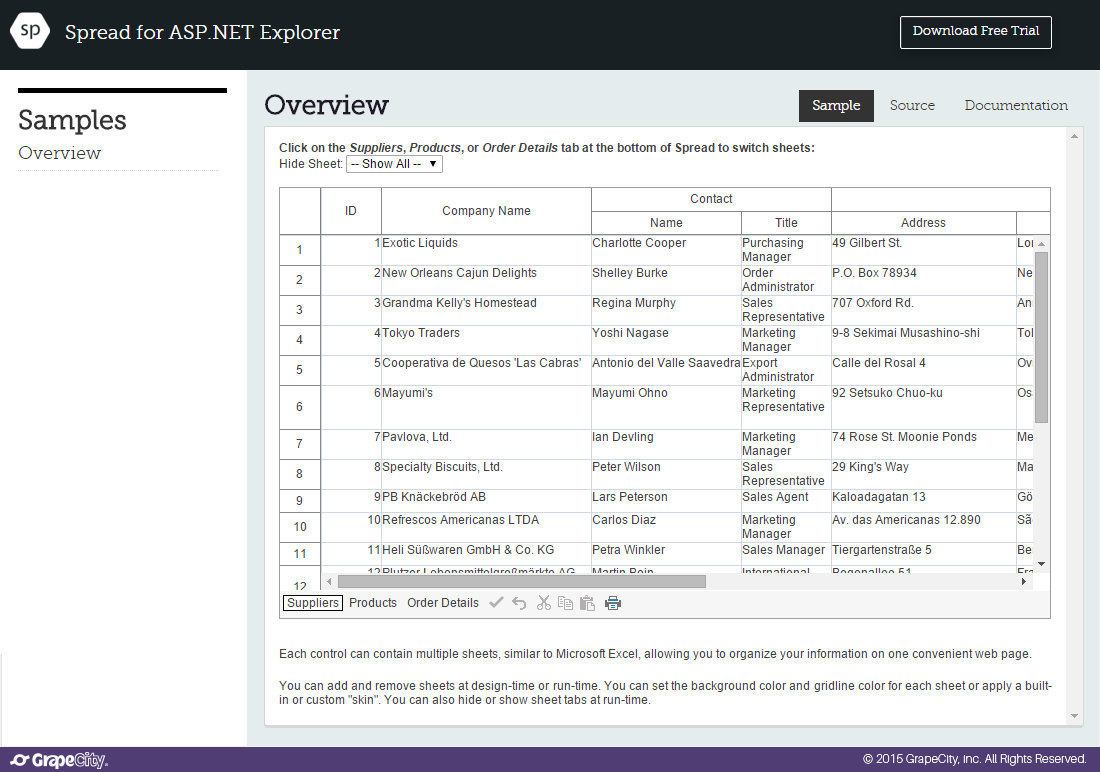 sp Spread for ASP.NET Explorer Download Free Trial
Samples
Overview
Overview Sample Source Documentation
Click on the Suppliers, Products, or Order Details tab at the bottom of Spread to switch sheets:
Hide Sheet: -- Show All --
ID Company Name Contact
Name Title Address
1 1 Exotic Liquids Charlotte Cooper Purchasing Manager 49 Gilbert St. Lo
2 2 New Orleans Cajun Delights Shelley Burke Order Administrator P.O. Box 78934 Ne
3 3 Grandma Kelly's Homestead Regina Murphy Sales Representative 707 Oxford Rd. An
4 4 Tokyo Traders Yoshi Nagase Marketing Manager 9-8 Sekimai Musashino-shi To
5 5 Cooperativa de Quesos 'Las Cabras' Antonio del Valle Saavedra Export Administrator Calle del Rosal 4 Ov
6 6 Mayumi's Mayumi Ohno Marketing Representative 92 Setsuko Chuo-ku Os
7 7 Pavlova, Ltd. Ian Devling Marketing Manager 74 Rose St. Moonie Ponds Me
8 8 Specialty Biscuits, Ltd. Peter Wilson Sales Representative 29 King's Way Ma
9 9 PB Knäckebröd AB Lars Peterson Sales Agent Kaloadagatan 13 Gö
10 10 Refrescos Americanas LTDA Carlos Diaz Marketing Manager Av. das Americanas 12.890 Sã
11 11 Heli Süßwaren GmbH & Co. KG Petra Winkler Sales Manager Tiergartenstraße 5 Be
12 12 Plutzer Lebensmittelgroßmärkte AG Martin Bein International Bogenallee 51 Fra
Suppliers Products Order Details
Each control can contain multiple sheets, similar to Microsoft Excel, allowing you to organize your information on one convenient web page.
You can add and remove sheets at design-time or run-time. You can set the background color and gridline color for each sheet or apply a built-
in or custom "skin". You can also hide or show sheet tabs at run-time.
GrapeCity. © 2015 GrapeCity, inc. All Rights Reserved.